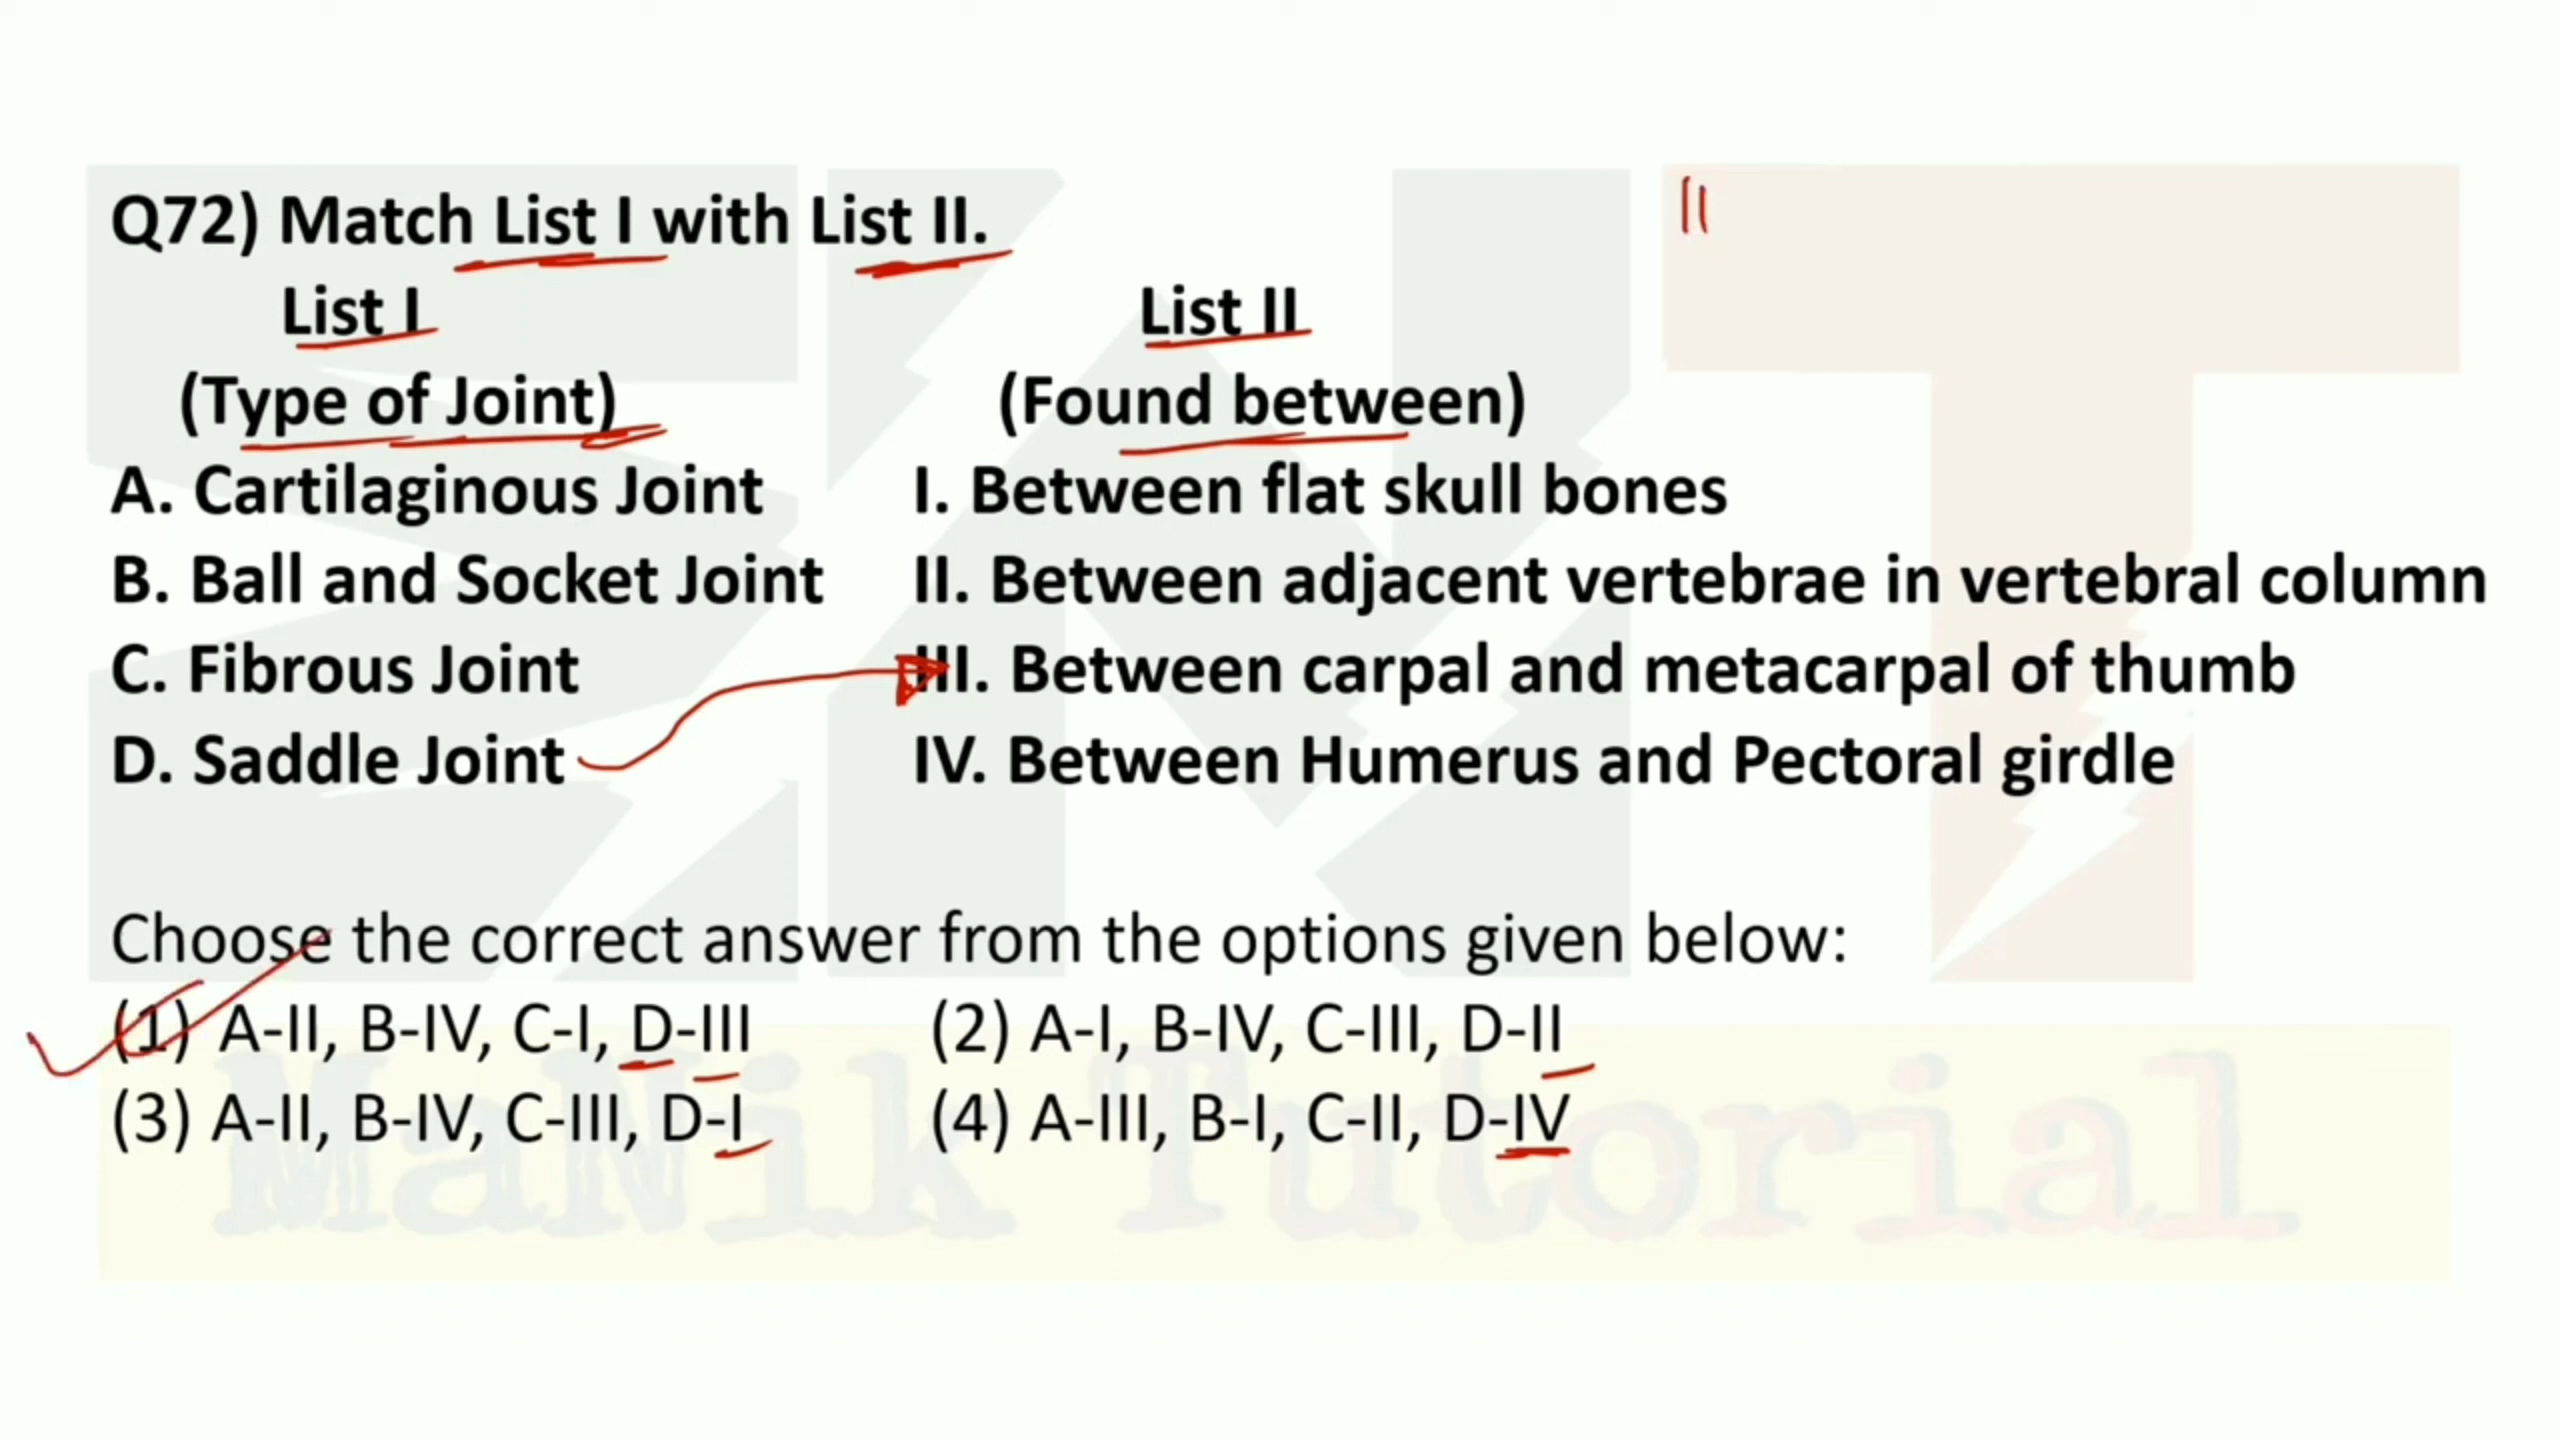 Q72) Match List I with List II.
List I List II
(Type of Joint) (Found between)
A. Cartilaginous Joint I. Between flat skull bones
B. Ball and Socket Joint II. Between adjacent vertebrae in vertebral column
C. Fibrous Joint III. Between carpal and metacarpal of thumb
D. Saddle Joint IV. Between Humerus and Pectoral girdle
Choose the correct answer from the options given below:
(1) A-II, B-IV, C-I, D-III (2) A-I, B-IV, C-III, D-II
(3) A-II, B-IV, C-III, D-I (4) A-III, B-I, C-II, D-IV
MaNik Tutorial